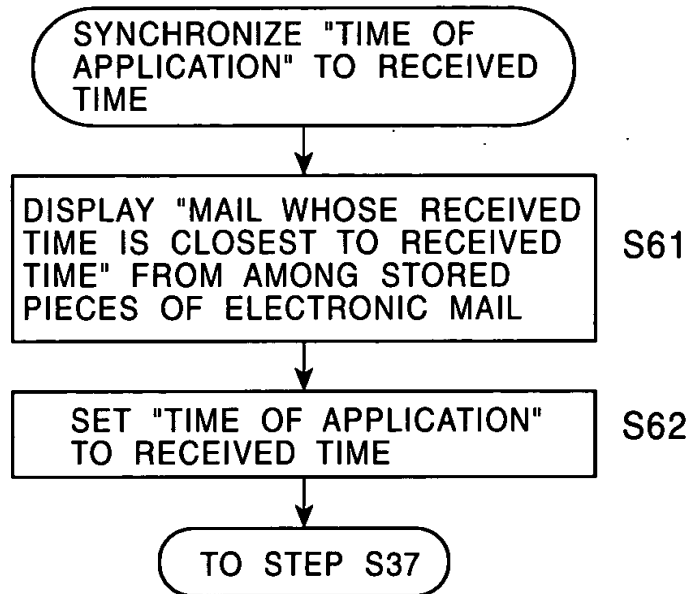 SYNCHRONIZE "TIME OF
APPLICATION" TO RECEIVED
TIME
DISPLAY "MAIL WHOSE RECEIVED
TIME IS CLOSEST TO RECEIVED
TIME" FROM AMONG STORED
PIECES OF ELECTRONIC MAIL
S61
SET "TIME OF APPLICATION"
TO RECEIVED TIME
S62
TO STEP S37